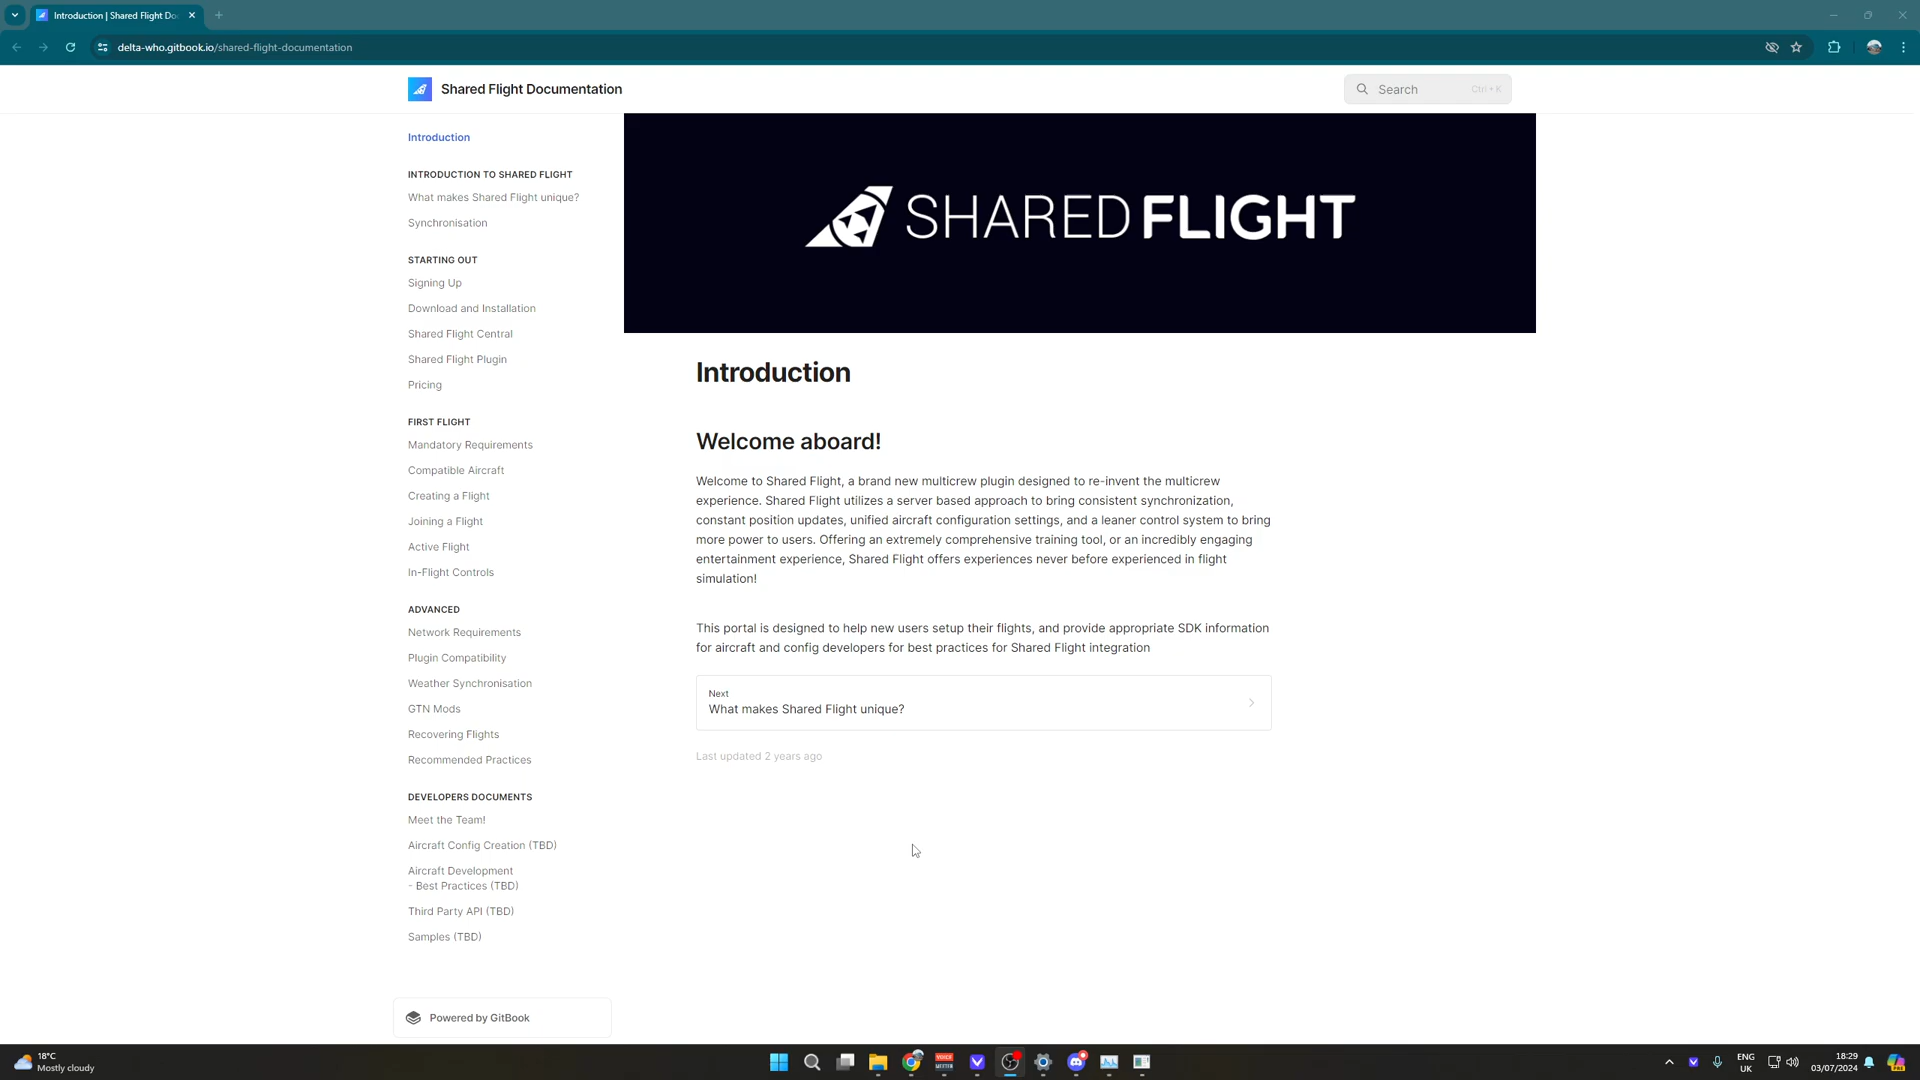 Introduction | Shared Flight Do
delta-who.gitbook.io/shared-flight-documentation
Shared Flight Documentation
Search
Ctrl + K
Introduction
INTRODUCTION TO SHARED FLIGHT
What makes Shared Flight unique?
Synchronisation
STARTING OUT
Signing Up
Download and Installation
Shared Flight Central
Shared Flight Plugin
Pricing
FIRST FLIGHT
Mandatory Requirements
Compatible Aircraft
Creating a Flight
Joining a Flight
Active Flight
In-Flight Controls
ADVANCED
Network Requirements
Plugin Compatibility
Weather Synchronisation
GTN Mods
Recovering Flights
Recommended Practices
DEVELOPERS DOCUMENTS
Meet the Team!
Aircraft Config Creation (TBD)
Aircraft Development
- Best Practices (TBD)
Third Party API (TBD)
Samples (TBD)
Powered by GitBook
SHARED FLIGHT
Introduction
Welcome aboard!
Welcome to Shared Flight, a brand new multicrew plugin designed to re-invent the multicrew
experience. Shared Flight utilizes a server based approach to bring consistent synchronization,
constant position updates, unified aircraft configuration settings, and a leaner control system to bring
more power to users. Offering an extremely comprehensive training tool, or an incredibly engaging
entertainment experience, Shared Flight offers experiences never before experienced in flight
simulation!
This portal is designed to help new users setup their flights, and provide appropriate SDK information
for aircraft and config developers for best practices for Shared Flight integration
Next
What makes Shared Flight unique?
Last updated 2 years ago
18°C
Mostly cloudy
VOICE
MEETER
ENG
UK
18:29
03/07/2024
PRE